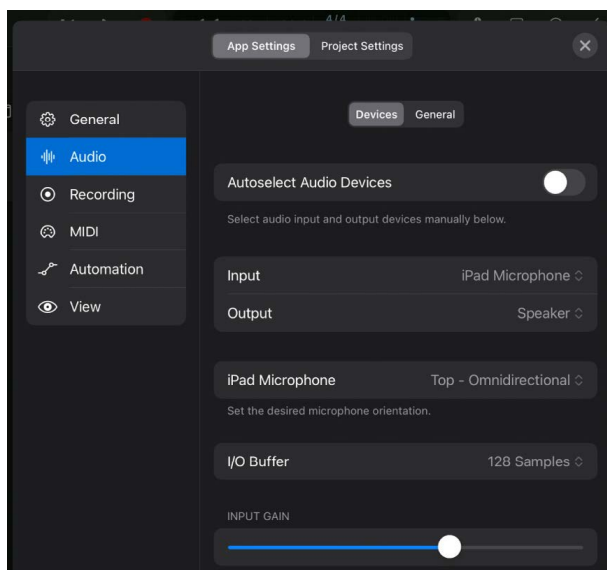 4/4
App Settings Project Settings
General
Audio
Recording
MIDI
Automation
View
Devices General
Autoselect Audio Devices
Select audio input and output devices manually below.
Input iPad Microphone
Output Speaker
iPad Microphone Top - Omnidirectional
Set the desired microphone orientation.
I/O Buffer 128 Samples
INPUT GAIN